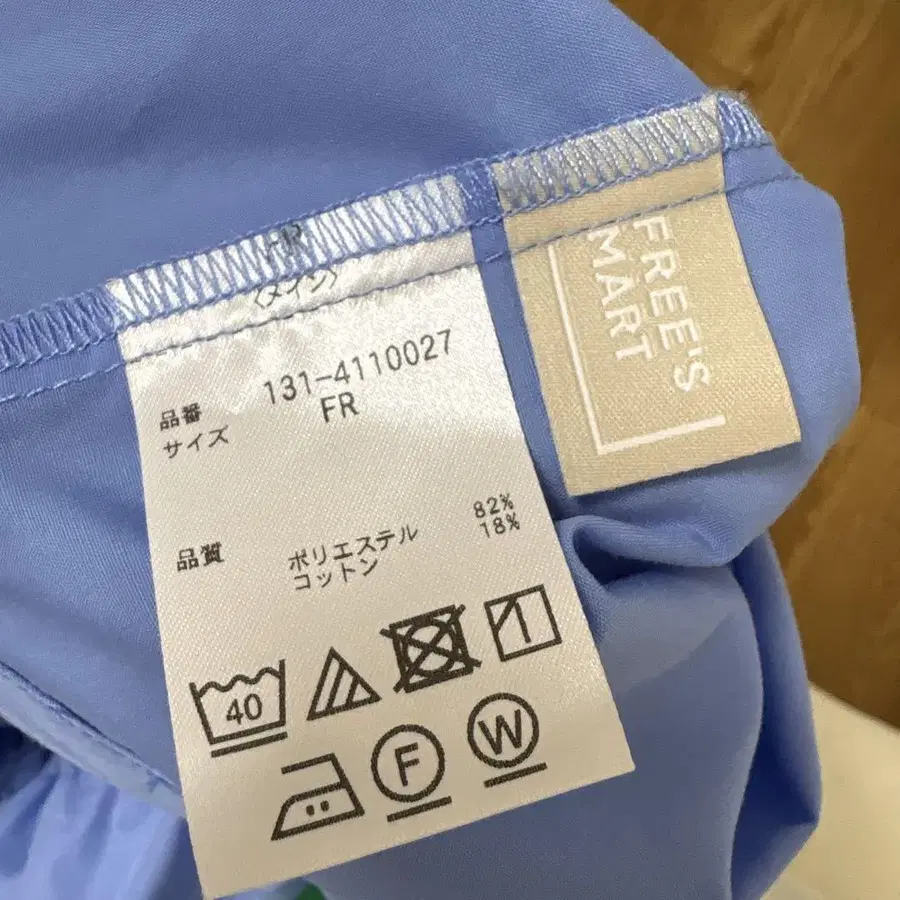 FR
〈メイン〉
品番 131-4110027
サイズ FR
品質 ポリエステル 82%
コットン 18%
40
F
W
FREE'S
MART